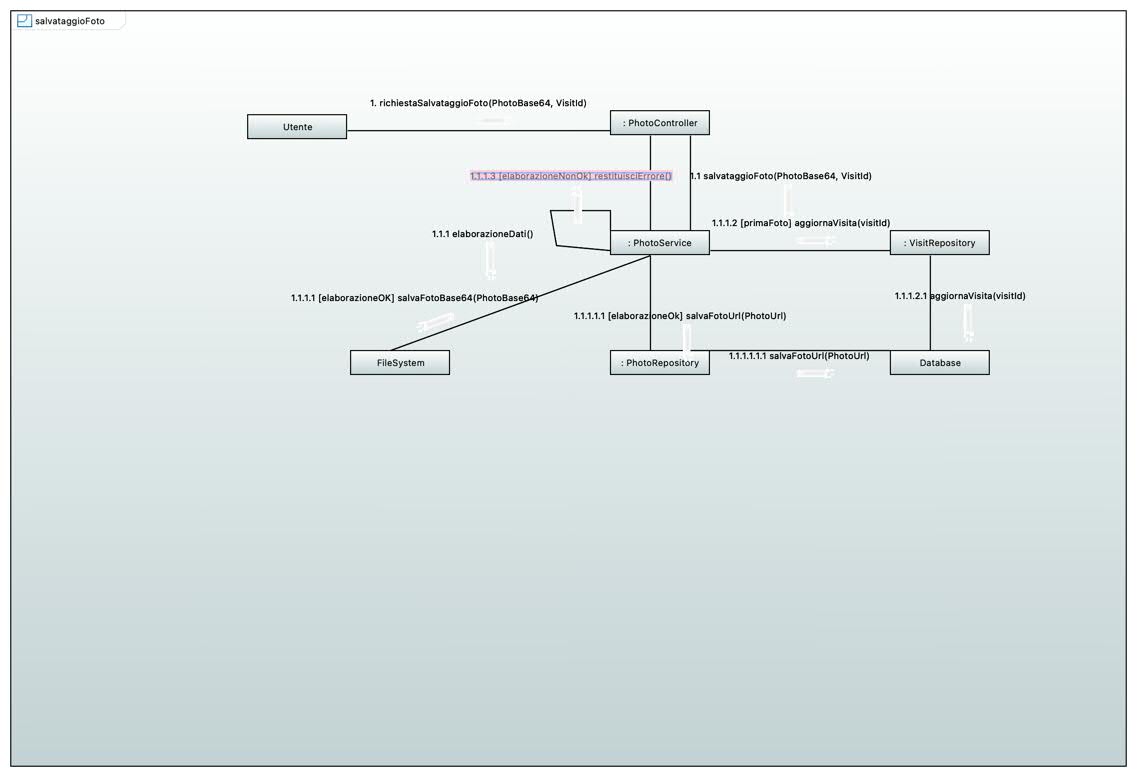 salvataggioFoto
1. richiestaSalvataggioFoto(PhotoBase64, VisitId)
Utente
: PhotoController
1.1.1.3 [elaborazioneNonOk] restituisciErrore()
1.1 salvataggioFoto(PhotoBase64, VisitId)
1.1.1.2 [primaFoto] aggiornaVisita(visitId)
1.1.1 elaborazioneDati()
: PhotoService
: VisitRepository
1.1.1.1 [elaborazioneOK] salvaFotoBase64(PhotoBase64)
1.1.1.2.1 aggiornaVisita(visitId)
1.1.1.1.1 [elaborazioneOk] salvaFotoUrl(PhotoUrl)
1.1.1.1.1.1 salvaFotoUrl(PhotoUrl)
FileSystem
: PhotoRepository
Database